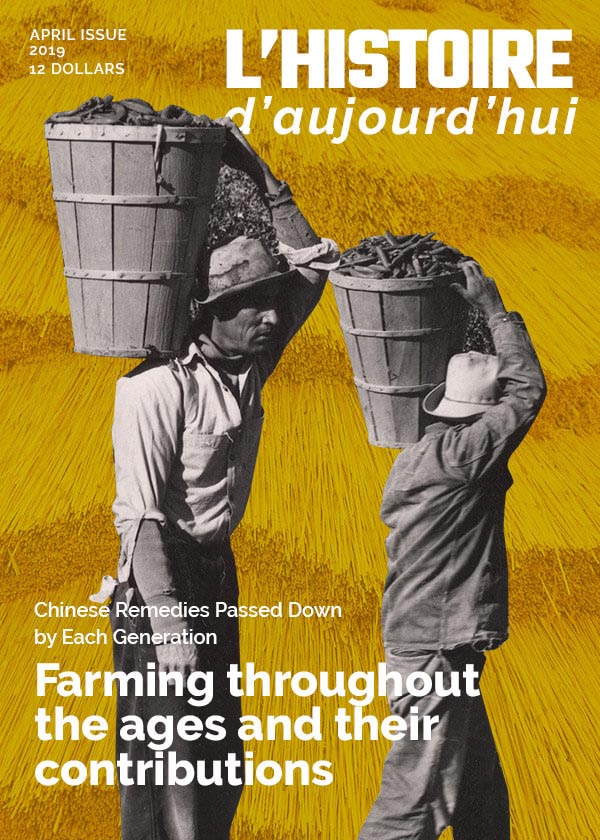 APRIL ISSUE
2019
12 DOLLARS
L'HISTOIRE
d'aujourd'hui
Chinese Remedies Passed Down
by Each Generation
Farming throughout
the ages and their
contributions